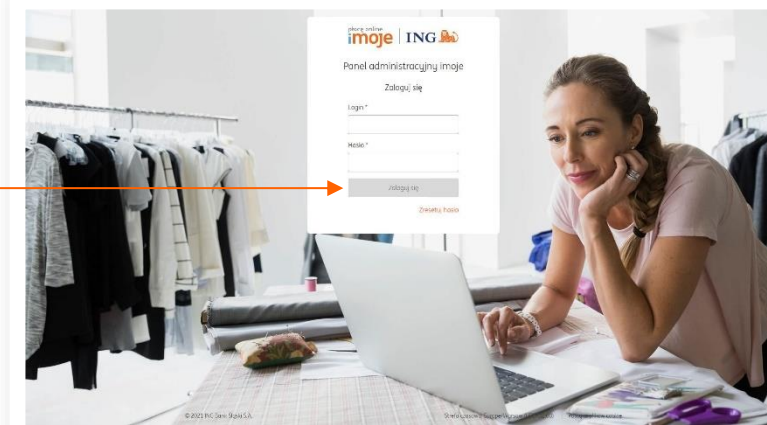 płacę online
imoje | ING
Panel administracyjny imoje
Zaloguj się
Login *
Hasło *
Zaloguj się
Zresetuj hasło
© 2021 ING Bank Śląski S.A.